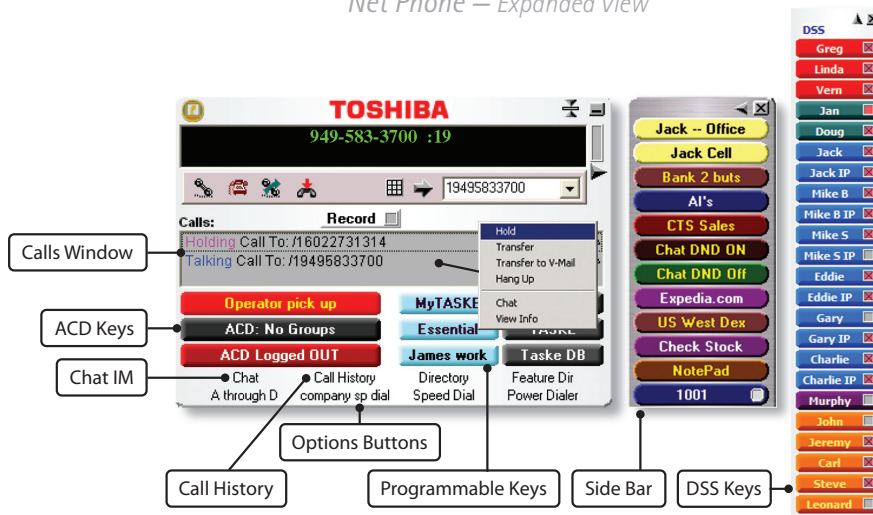 Net Phone — Expanded View
TOSHIBA
949-583-3700 :19
19495833700
Calls:
Record
Holding Call To: /16022731314
Talking Call To: /19495833700
Hold
Transfer
Transfer to V-Mail
Hang Up
Chat
View Info
Operator pick up
MyTASKE
ACD: No Groups
Essential
TASKE
ACD Logged OUT
James work
Taske DB
Chat
Call History
Directory
Feature Dir
A through D
company sp dial
Speed Dial
Power Dialer
Calls Window
ACD Keys
Chat IM
Options Buttons
Call History
Programmable Keys
Side Bar
DSS Keys
Jack -- Office
Jack Cell
Bank 2 buts
Al's
CTS Sales
Chat DND ON
Chat DND Off
Expedia.com
US West Dex
Check Stock
NotePad
1001
DSS
Greg
Linda
Vern
Jan
Doug
Jack
Jack IP
Mike B
Mike B IP
Mike S
Mike S IP
Eddie
Eddie IP
Gary
Gary IP
Charlie
Charlie IP
Murphy
John
Jeremy
Carl
Steve
Leonard